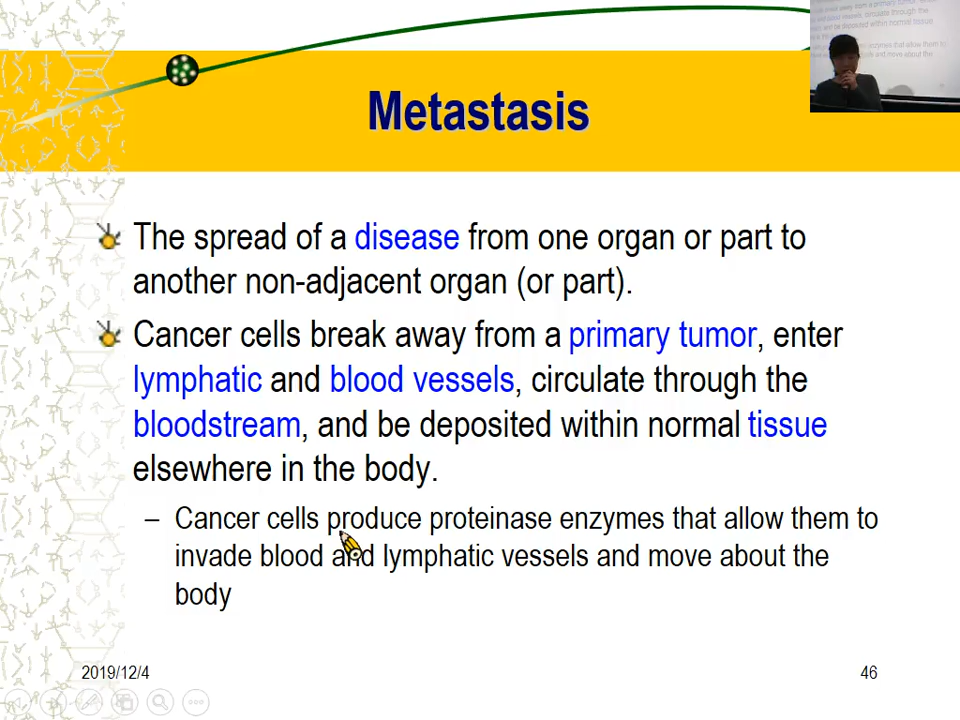 Metastasis
The spread of a disease from one organ or part to
another non-adjacent organ (or part).
Cancer cells break away from a primary tumor, enter
lymphatic and blood vessels, circulate through the
bloodstream, and be deposited within normal tissue
elsewhere in the body.
– Cancer cells produce proteinase enzymes that allow them to
invade blood and lymphatic vessels and move about the
body
2019/12/4
46